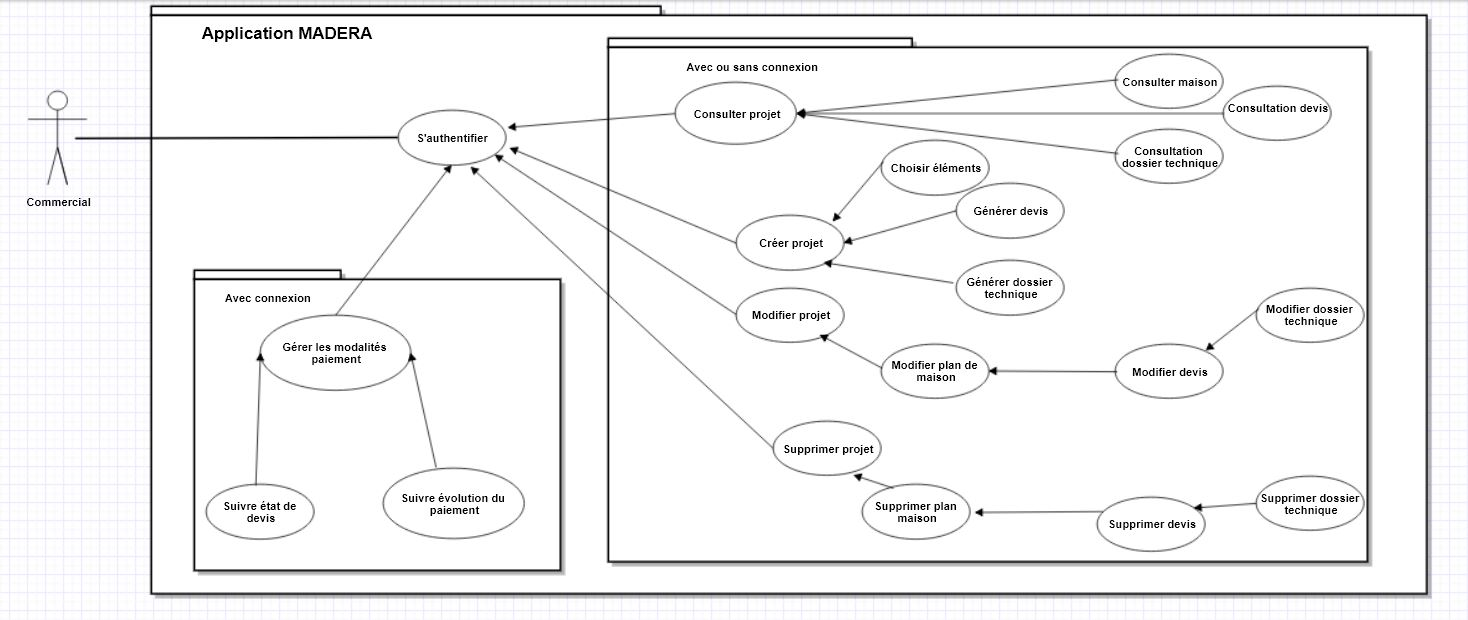 Application MADERA
Commercial
S'authentifier
Avec ou sans connexion
Consulter projet
Consulter maison
Consultation devis
Consultation
dossier technique
Choisir éléments
Générer devis
Créer projet
Générer dossier
technique
Modifier projet
Modifier plan de
maison
Modifier devis
Modifier dossier
technique
Supprimer projet
Supprimer plan
maison
Supprimer devis
Supprimer dossier
technique
Avec connexion
Gérer les modalités
paiement
Suivre état de
devis
Suivre évolution du
paiement